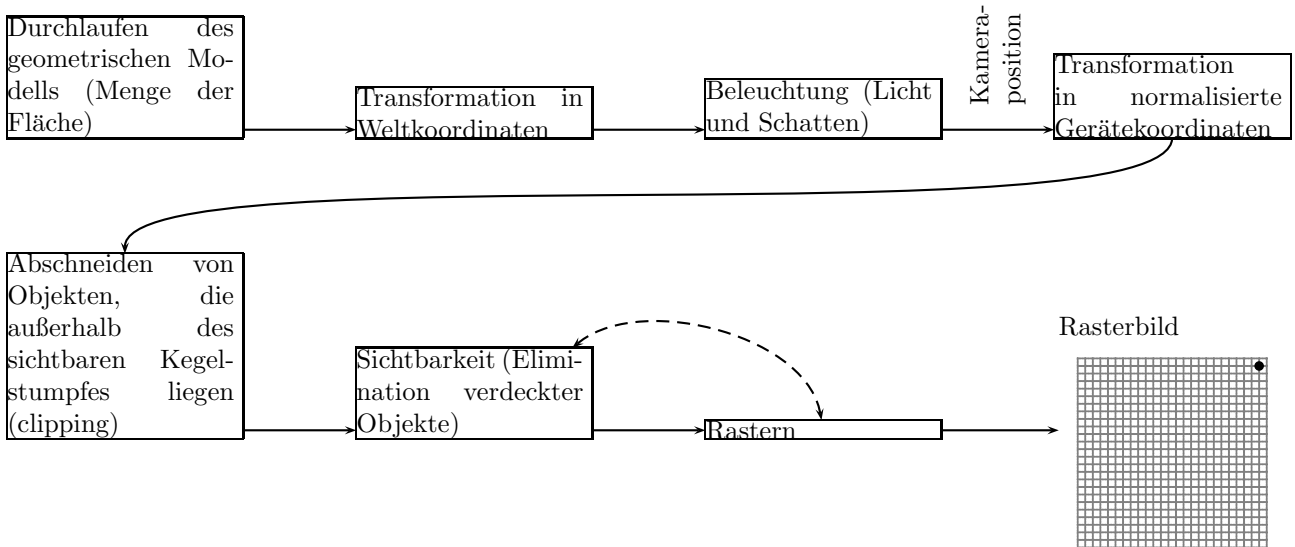 Durchlaufen des
geometrischen Mo-
dells (Menge der
Fläche)
Transformation in
Weltkoordinaten
Beleuchtung (Licht
und Schatten)
Kamera-
position
Transformation
in normalisierte
Gerätekoordinaten
Abschneiden von
Objekten, die
außerhalb des
sichtbaren Kegel-
stumpfes liegen
(clipping)
Sichtbarkeit (Elimi-
nation verdeckter
Objekte)
Rastern
Rasterbild